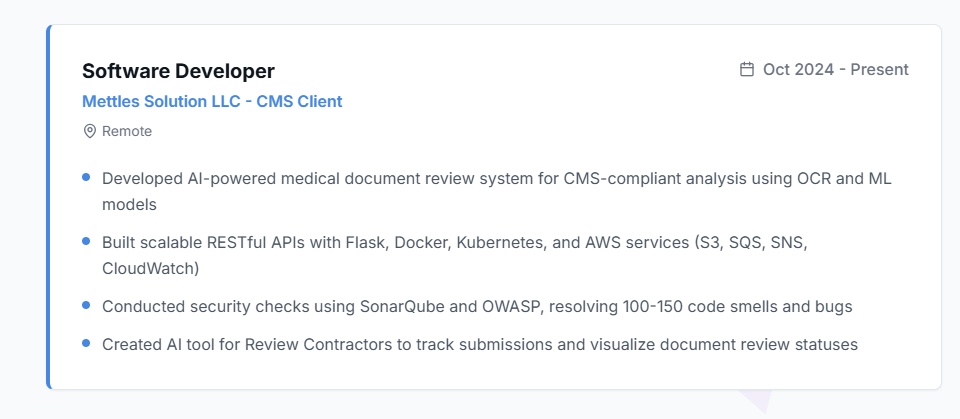 Software Developer
Oct 2024 - Present
Mettles Solution LLC - CMS Client
Remote
Developed AI-powered medical document review system for CMS-compliant analysis using OCR and ML
models
Built scalable RESTful APIs with Flask, Docker, Kubernetes, and AWS services (S3, SQS, SNS,
CloudWatch)
Conducted security checks using SonarQube and OWASP, resolving 100-150 code smells and bugs
Created AI tool for Review Contractors to track submissions and visualize document review statuses